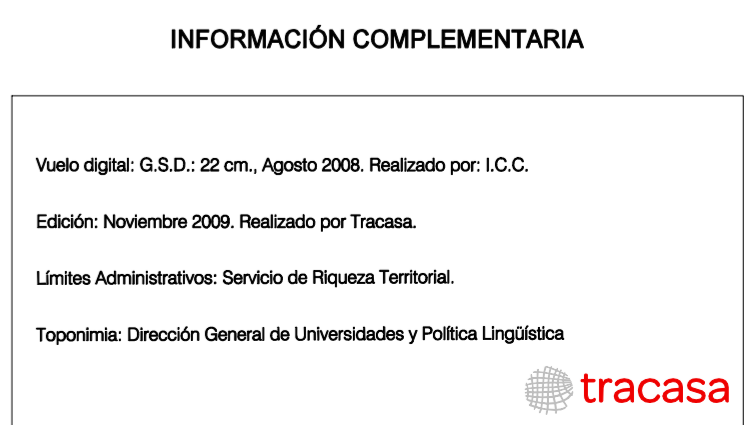 INFORMACIÓN COMPLEMENTARIA
Vuelo digital: G.S.D.: 22 cm., Agosto 2008. Realizado por: I.C.C.
Edición: Noviembre 2009. Realizado por Tracasa.
Límites Administrativos: Servicio de Riqueza Territorial.
Toponimia: Dirección General de Universidades y Política Lingüística
tracasa